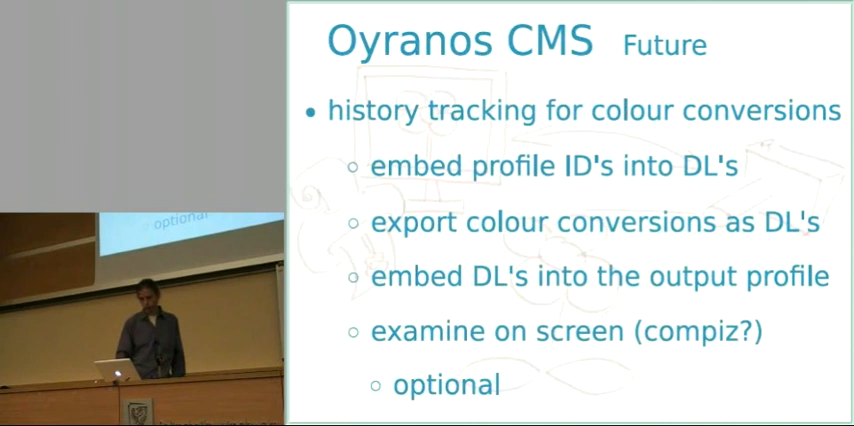 Oyranos CMS Future
• history tracking for colour conversions
○ embed profile ID's into DL's
○ export colour conversions as DL's
○ embed DL's into the output profile
○ examine on screen (compiz?)
○ optional
optional